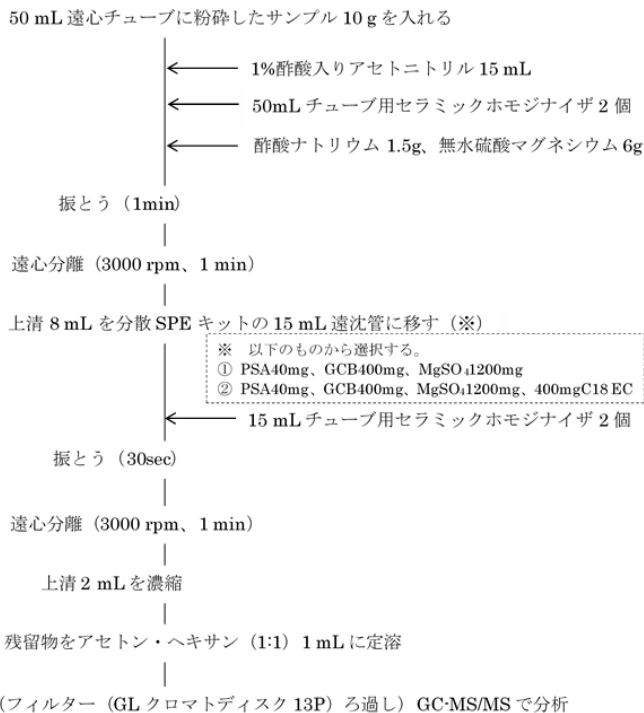 50 mL 遠心チューブに粉砕したサンプル 10 g を入れる
1%酢酸入りアセトニトリル 15 mL
50mL チューブ用セラミックホモジナイザ 2 個
酢酸ナトリウム 1.5g、無水硫酸マグネシウム 6g
振とう（1min）
遠心分離（3000 rpm、1 min）
上清 8 mL を分散 SPE キットの 15 mL 遠沈管に移す（※）
※ 以下のものから選択する。
① PSA40mg、GCB400mg、MgSO₄1200mg
② PSA40mg、GCB400mg、MgSO₄1200mg、400mgC18 EC
15 mL チューブ用セラミックホモジナイザ 2 個
振とう（30sec）
遠心分離（3000 rpm、1 min）
上清 2 mL を濃縮
残留物をアセトン・ヘキサン（1:1）1 mL に定溶
（フィルター（GL クロマトディスク 13P）ろ過し）GC-MS/MS で分析